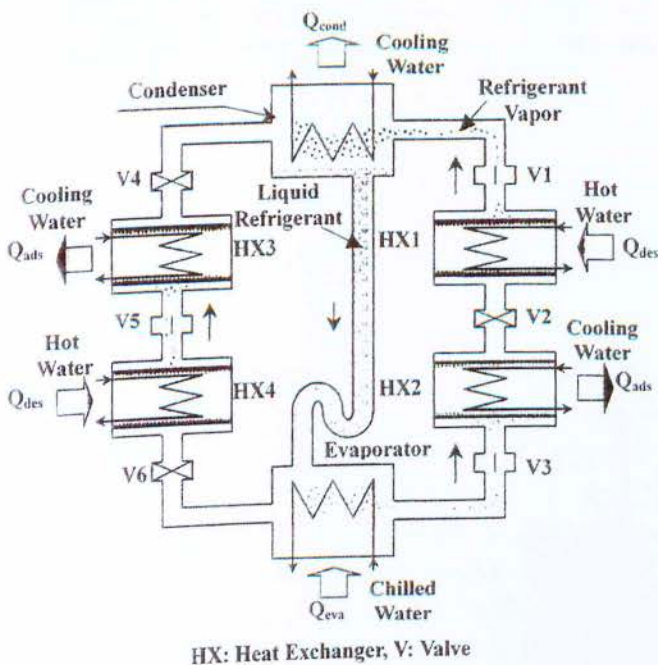 Qcond
Cooling
Water
Condenser
Refrigerant
Vapor
V4
V1
Cooling
Water
Liquid
Refrigerant
Hot
Water
Qads
HX3
HX1
Qdes
V5
V2
Hot
Water
Cooling
Water
Qdes
HX4
HX2
Qads
Evaporator
V6
V3
Qeva
Chilled
Water
HX: Heat Exchanger, V: Valve